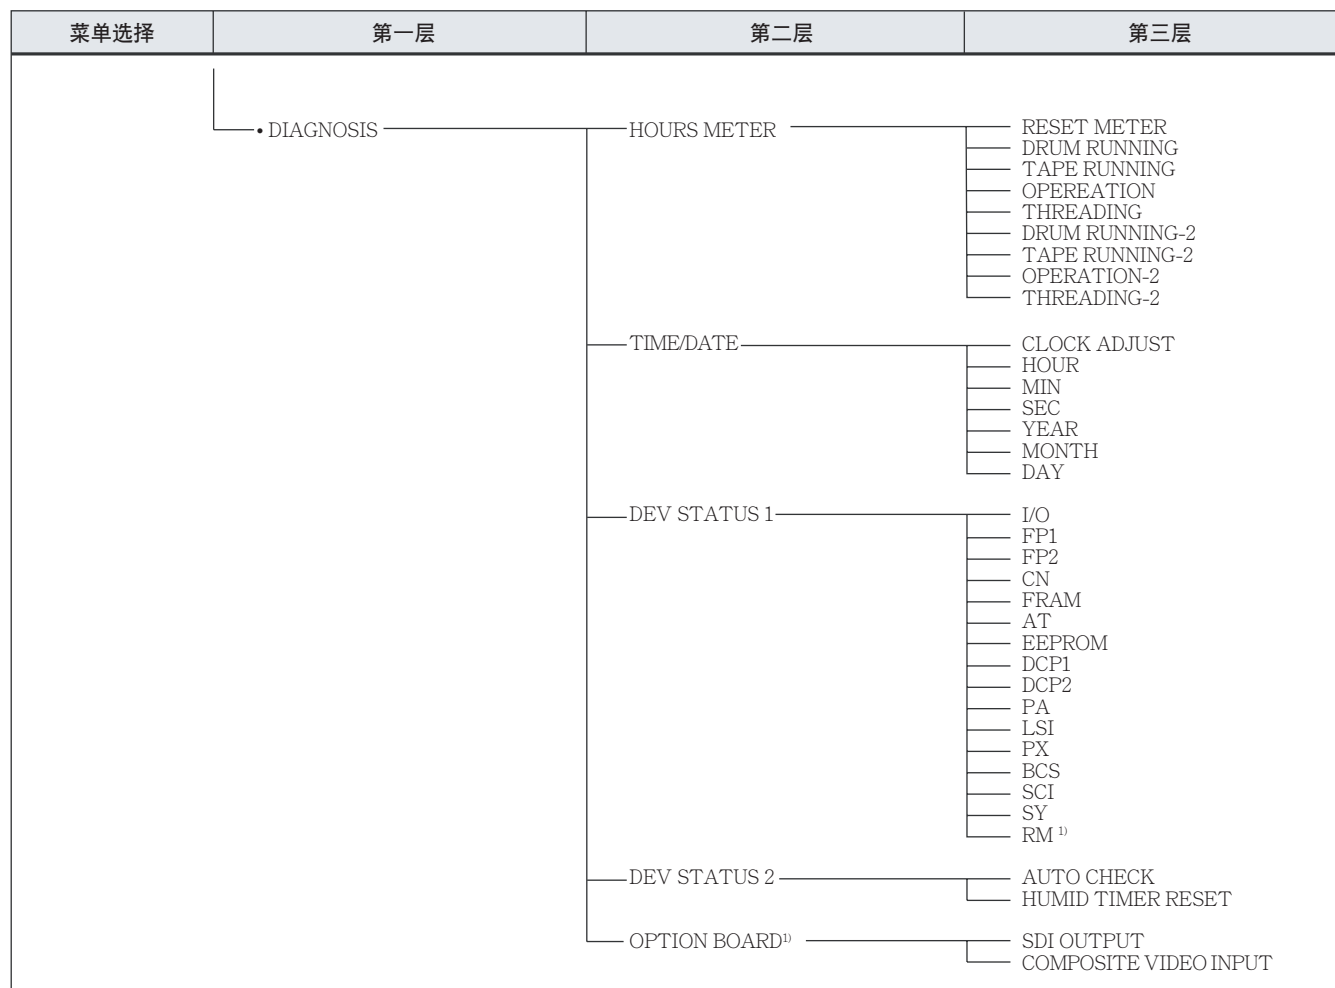 菜单选择 第一层 第二层 第三层
• DIAGNOSIS HOURS METER RESET METER
DRUM RUNNING
TAPE RUNNING
OPEREATION
THREADING
DRUM RUNNING-2
TAPE RUNNING-2
OPERATION-2
THREADING-2
TIME/DATE CLOCK ADJUST
HOUR
MIN
SEC
YEAR
MONTH
DAY
DEV STATUS 1 I/O
FP1
FP2
CN
FRAM
AT
EEPROM
DCP1
DCP2
PA
LSI
PX
BCS
SCI
SY
RM 1)
DEV STATUS 2 AUTO CHECK
HUMID TIMER RESET
OPTION BOARD1) SDI OUTPUT
COMPOSITE VIDEO INPUT